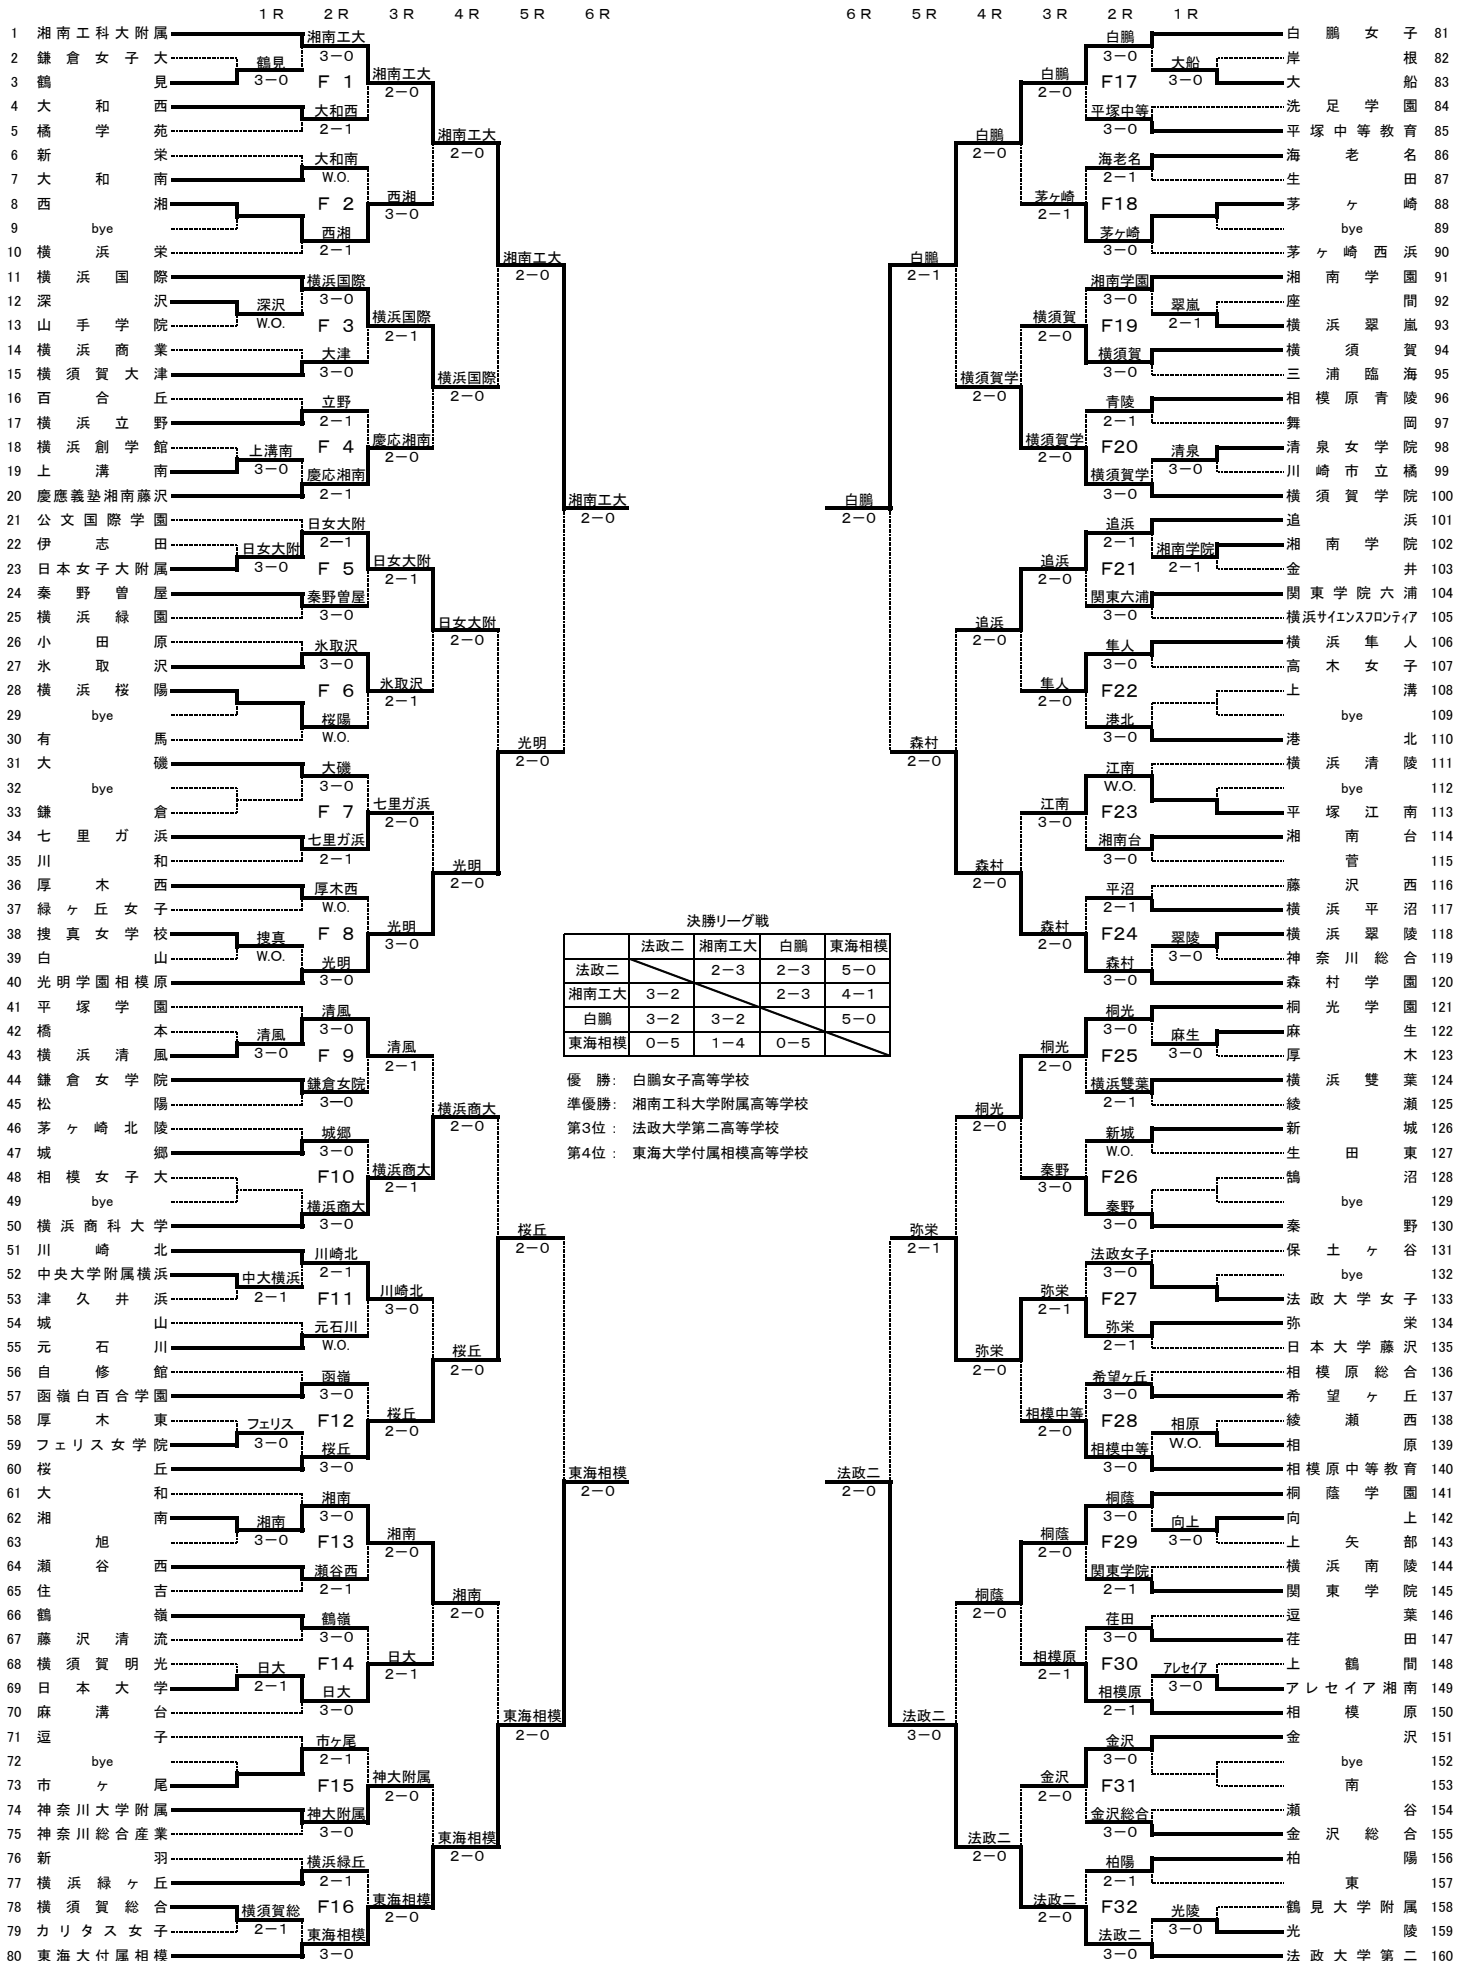 1R 2R 3R 4R 5R 6R
6R 5R 4R 3R 2R 1R
1 湘南工科大附属
2 鎌倉女子大
3 鶴見
4 大和西
5 橘学苑
6 新栄
7 大和南
8 西湘
9 bye
10 横浜栄
11 横浜国際
12 深沢
13 山手学院
14 横浜商業
15 横須賀大津
16 百合丘
17 横浜立野
18 横浜創学館
19 上溝南
20 慶應義塾湘南藤沢
21 公文国際学園
22 伊志田
23 日本女子大附属
24 秦野曽屋
25 横浜緑園
26 小田原
27 氷取沢
28 横浜桜陽
29 bye
30 有馬
31 大磯
32 bye
33 鎌倉
34 七里ガ浜
35 川和
36 厚木西
37 緑ヶ丘女子
38 捜真女学校
39 白山
40 光明学園相模原
41 平塚学園
42 橋本
43 横浜清風
44 鎌倉女学院
45 松陽
46 茅ヶ崎北陵
47 城郷
48 相模女子大
49 bye
50 横浜商科大学
51 川崎北
52 中央大学附属横浜
53 津久井浜
54 城山
55 元石川
56 自修館
57 函嶺白百合学園
58 厚木東
59 フェリス女学院
60 桜丘
61 大和
62 湘南
63 旭
64 瀬谷西
65 住吉
66 鶴嶺
67 藤沢清流
68 横須賀明光
69 日本大学
70 麻溝台
71 逗子
72 bye
73 市ヶ尾
74 神奈川大学附属
75 神奈川総合産業
76 新羽
77 横浜緑ヶ丘
78 横須賀総合
79 カリタス女子
80 東海大付属相模
鶴見 3−0
深沢 W.O.
上溝南 3−0
日女大附 3−0
捜真 W.O.
清風 3−0
中大横浜 2−1
フェリス 3−0
湘南 3−0
日大 2−1
横須賀総 2−1
湘南工大 3−0
F 1
大和西 2−1
大和南 W.O.
F 2
西湘 2−1
横浜国際 3−0
F 3
大津 3−0
立野 2−1
F 4
慶応湘南 2−1
日女大附 2−1
F 5
秦野曽屋 3−0
氷取沢 3−0
F 6
桜陽 W.O.
大磯 3−0
F 7
七里ガ浜 2−1
厚木西 W.O.
F 8
光明 3−0
清風 3−0
F 9
鎌倉女院 3−0
城郷 3−0
F10
横浜商大 3−0
川崎北 2−1
F11
元石川 W.O.
函嶺 3−0
F12
桜丘 3−0
湘南 3−0
F13
瀬谷西 2−1
鶴嶺 3−0
F14
日大 3−0
市ヶ尾 2−1
F15
神大附属 3−0
横浜緑丘 2−1
F16
東海相模 3−0
湘南工大 2−0
西湘 3−0
横浜国際 2−1
慶応湘南 2−0
日女大附 2−1
氷取沢 2−1
七里ガ浜 2−0
光明 3−0
清風 2−1
横浜商大 2−1
川崎北 3−0
桜丘 2−0
湘南 2−0
日大 2−1
神大附属 2−0
東海相模 2−0
湘南工大 2−0
横浜国際 2−0
日女大附 2−0
光明 2−0
横浜商大 2−0
桜丘 2−0
湘南 2−0
東海相模 2−0
湘南工大 2−0
光明 2−0
桜丘 2−0
東海相模 2−0
湘南工大 2−0
東海相模 2−0
決勝リーグ戦
法政二 湘南工大 白鵬 東海相模
法政二 2−3 2−3 5−0
湘南工大 3−2 2−3 4−1
白鵬 3−2 3−2 5−0
東海相模 0−5 1−4 0−5
優 勝: 白鵬女子高等学校
準優勝: 湘南工科大学附属高等学校
第3位 : 法政大学第二高等学校
第4位 : 東海大学付属相模高等学校
白鵬 2−0
法政二 2−0
白鵬 2−1
森村 2−0
弥栄 2−1
法政二 3−0
白鵬 2−0
横須賀学 2−0
追浜 2−0
森村 2−0
桐光 2−0
弥栄 2−0
桐蔭 2−0
法政二 2−0
白鵬 2−0
茅ヶ崎 2−1
横須賀 2−0
横須賀学 2−0
追浜 2−0
隼人 2−0
江南 3−0
森村 2−0
桐光 2−0
秦野 3−0
弥栄 2−1
相模中等 2−0
桐蔭 2−0
相模原 2−1
金沢 2−0
法政二 2−0
白鵬 3−0
F17
平塚中等 3−0
海老名 2−1
F18
茅ヶ崎 3−0
湘南学園 3−0
F19
横須賀 3−0
青陵 2−1
F20
横須賀学 3−0
追浜 2−1
F21
関東六浦 3−0
隼人 3−0
F22
港北 3−0
江南 W.O.
F23
湘南台 3−0
平沼 2−1
F24
森村 3−0
桐光 3−0
F25
横浜雙葉 2−1
新城 W.O.
F26
秦野 3−0
法政女子 3−0
F27
弥栄 2−1
希望ヶ丘 3−0
F28
相模中等 3−0
桐蔭 3−0
F29
関東学院 2−1
荏田 3−0
F30
相模原 2−1
金沢 3−0
F31
金沢総合 3−0
柏陽 2−1
F32
法政二 3−0
大船 3−0
翠嵐 2−1
清泉 3−0
湘南学院 2−1
翠陵 3−0
麻生 3−0
相原 W.O.
向上 3−0
アレセイア 3−0
光陵 3−0
白鵬女子 81
岸根 82
大船 83
洗足学園 84
平塚中等教育 85
海老名 86
生田 87
茅ヶ崎 88
bye 89
茅ヶ崎西浜 90
湘南学園 91
座間 92
横浜翠嵐 93
横須賀 94
三浦臨海 95
相模原青陵 96
舞岡 97
清泉女学院 98
川崎市立橘 99
横須賀学院 100
追浜 101
湘南学院 102
金井 103
関東学院六浦 104
横浜サイエンスフロンティア 105
横浜隼人 106
高木女子 107
上溝 108
bye 109
港北 110
横浜清陵 111
bye 112
平塚江南 113
湘南台 114
菅 115
藤沢西 116
横浜平沼 117
横浜翠陵 118
神奈川総合 119
森村学園 120
桐光学園 121
麻生 122
厚木 123
横浜雙葉 124
綾瀬 125
新城 126
生田東 127
鵠沼 128
bye 129
秦野 130
保土ヶ谷 131
bye 132
法政大学女子 133
弥栄 134
日本大学藤沢 135
相模原総合 136
希望ヶ丘 137
綾瀬西 138
相原 139
相模原中等教育 140
桐蔭学園 141
向上 142
上矢部 143
横浜南陵 144
関東学院 145
逗葉 146
荏田 147
上鶴間 148
アレセイア湘南 149
相模原 150
金沢 151
bye 152
南 153
瀬谷 154
金沢総合 155
柏陽 156
東 157
鶴見大学附属 158
光陵 159
法政大学第二 160